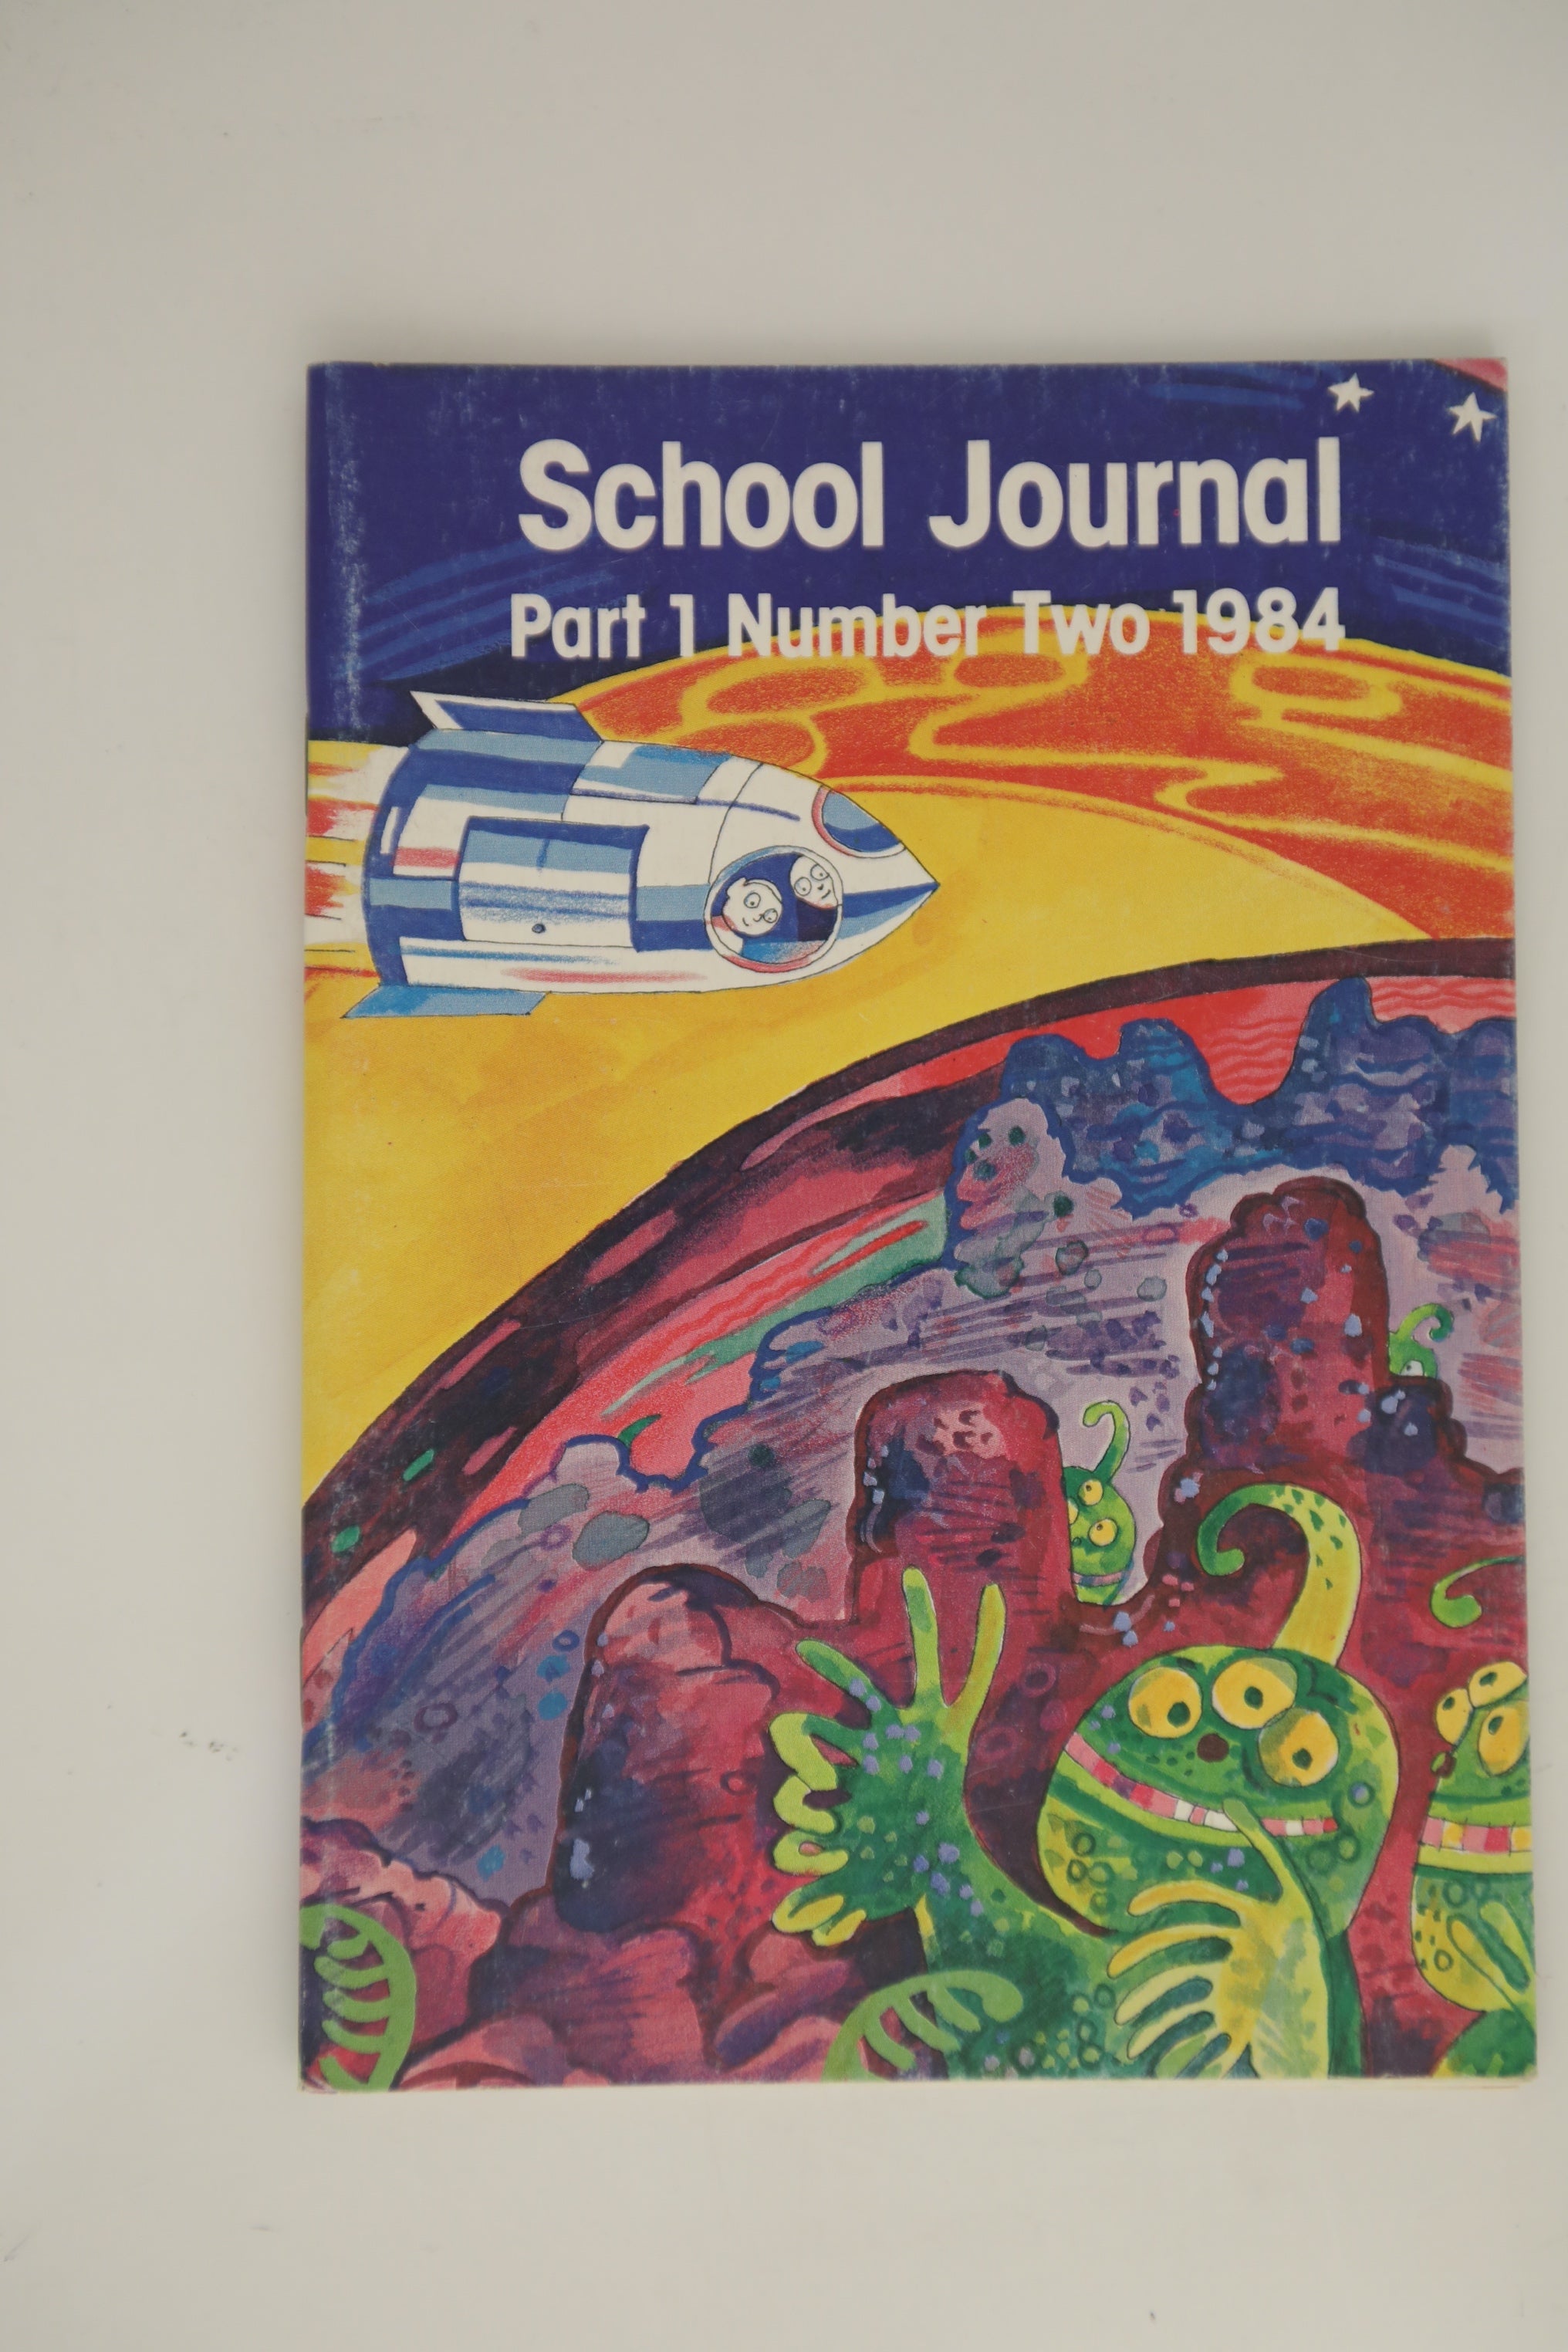 School Journal
Part 1 Number Two 1984